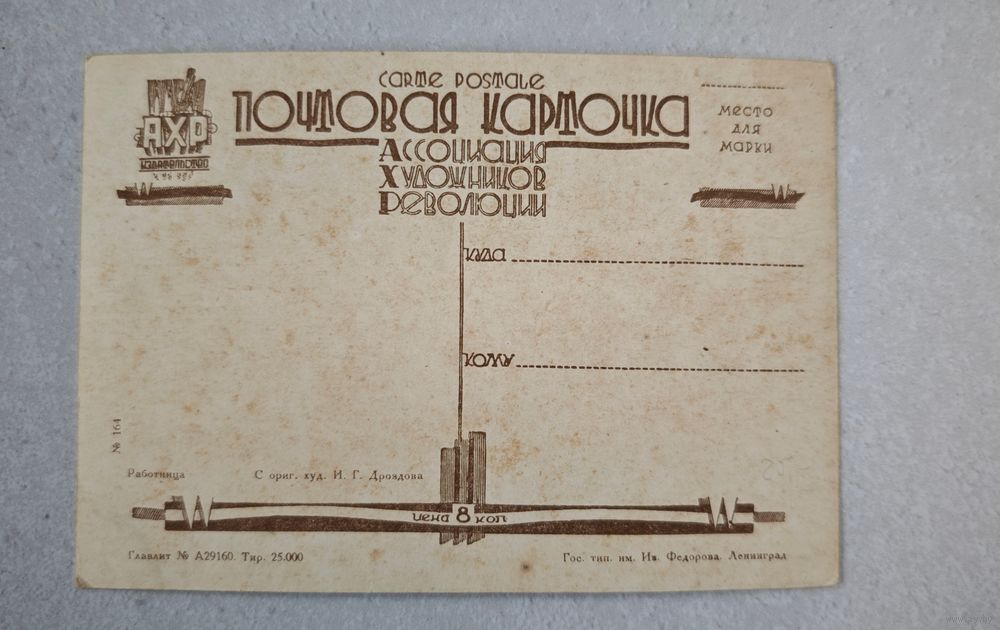 CARTE POSTALE
ПОЧТОВАЯ КАРТОЧКА
АССОЦИАЦИЯ
ХУДОЖНИКОВ
РЕВОЛЮЦИИ
АХР
ИЗДАТЕЛЬСТВО
МЕСТО
ДЛЯ
МАРКИ
КУДА
КОМУ
№ 164
Работница
С ориг. худ. И. Г. Дроздова
ЦЕНА 8 КОП.
Главлит № А29160. Тир. 25.000
Гос. тип. им. Ив. Федорова. Ленинград